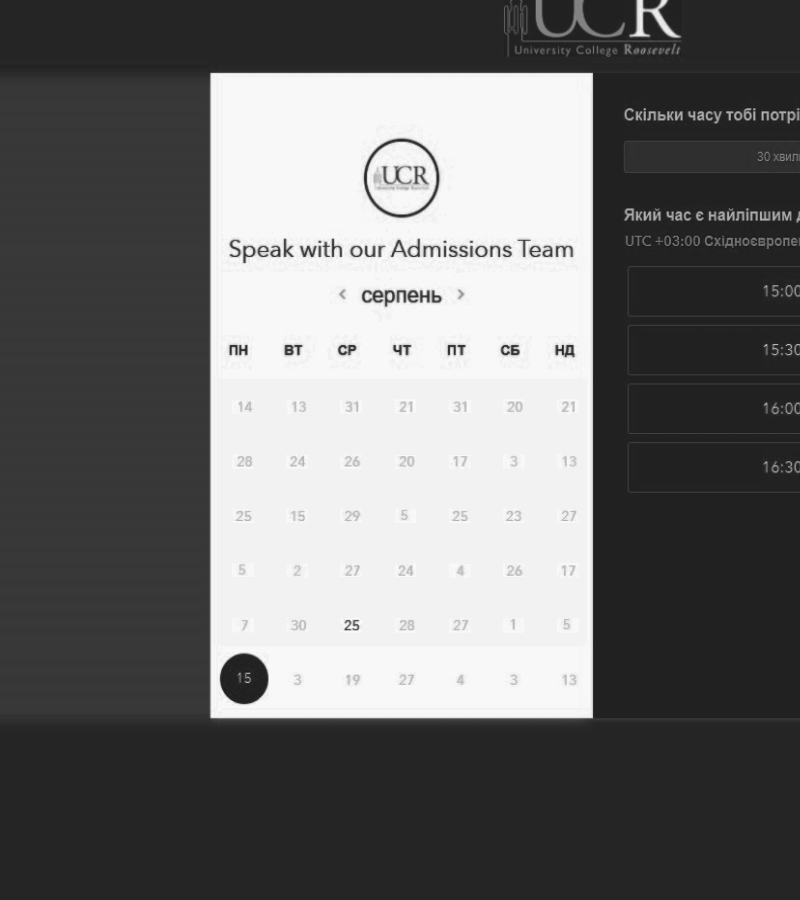 UCR
University College Roosevelt
Скільки часу тобі потрі
UCR
30 хвил
Speak with our Admissions Team
Який час є найліпшим д
UTC +03:00 Східноєвропе
‹ серпень ›
15:00
ПН ВТ СР ЧТ ПТ СБ НД
15:30
14 13 31 21 31 20 21
16:00
28 24 26 20 17 3 13
16:30
25 15 29 5 25 23 27
5 2 27 24 4 26 17
7 30 25 28 27 1 5
15 3 19 27 4 3 13